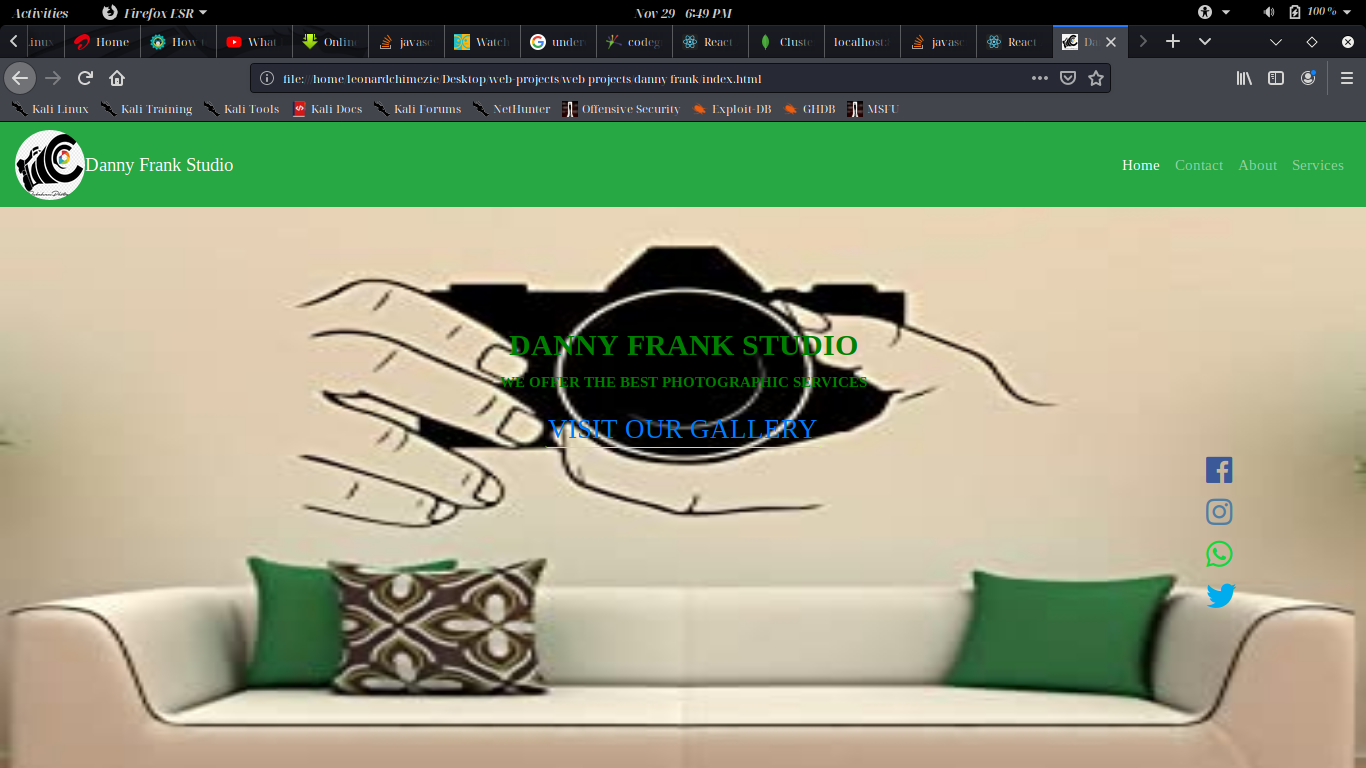 Activities Firefox ESR Nov 29 6:49 PM 100 %
inux Home How t What Onlin javasc Watch under codeg React Cluste localhost: javasc React Da
file: home leonardchimezie Desktop web-projects web projects danny frank index.html
Kali Linux Kali Training Kali Tools Kali Docs Kali Forums NetHunter Offensive Security Exploit-DB GHDB MSFU
Danny Frank Studio Home Contact About Services
DANNY FRANK STUDIO
WE OFFER THE BEST PHOTOGRAPHIC SERVICES
VISIT OUR GALLERY